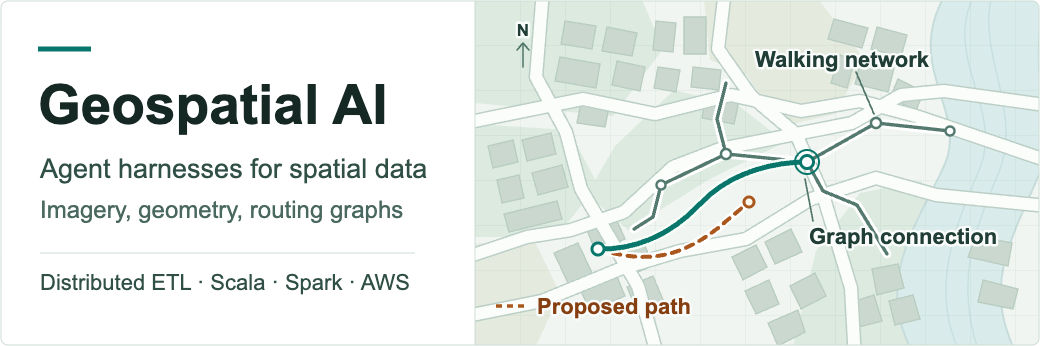 Geospatial AI
Agent harnesses for spatial data
Imagery, geometry, routing graphs
Distributed ETL · Scala · Spark · AWS
N
Walking network
Graph connection
Proposed path